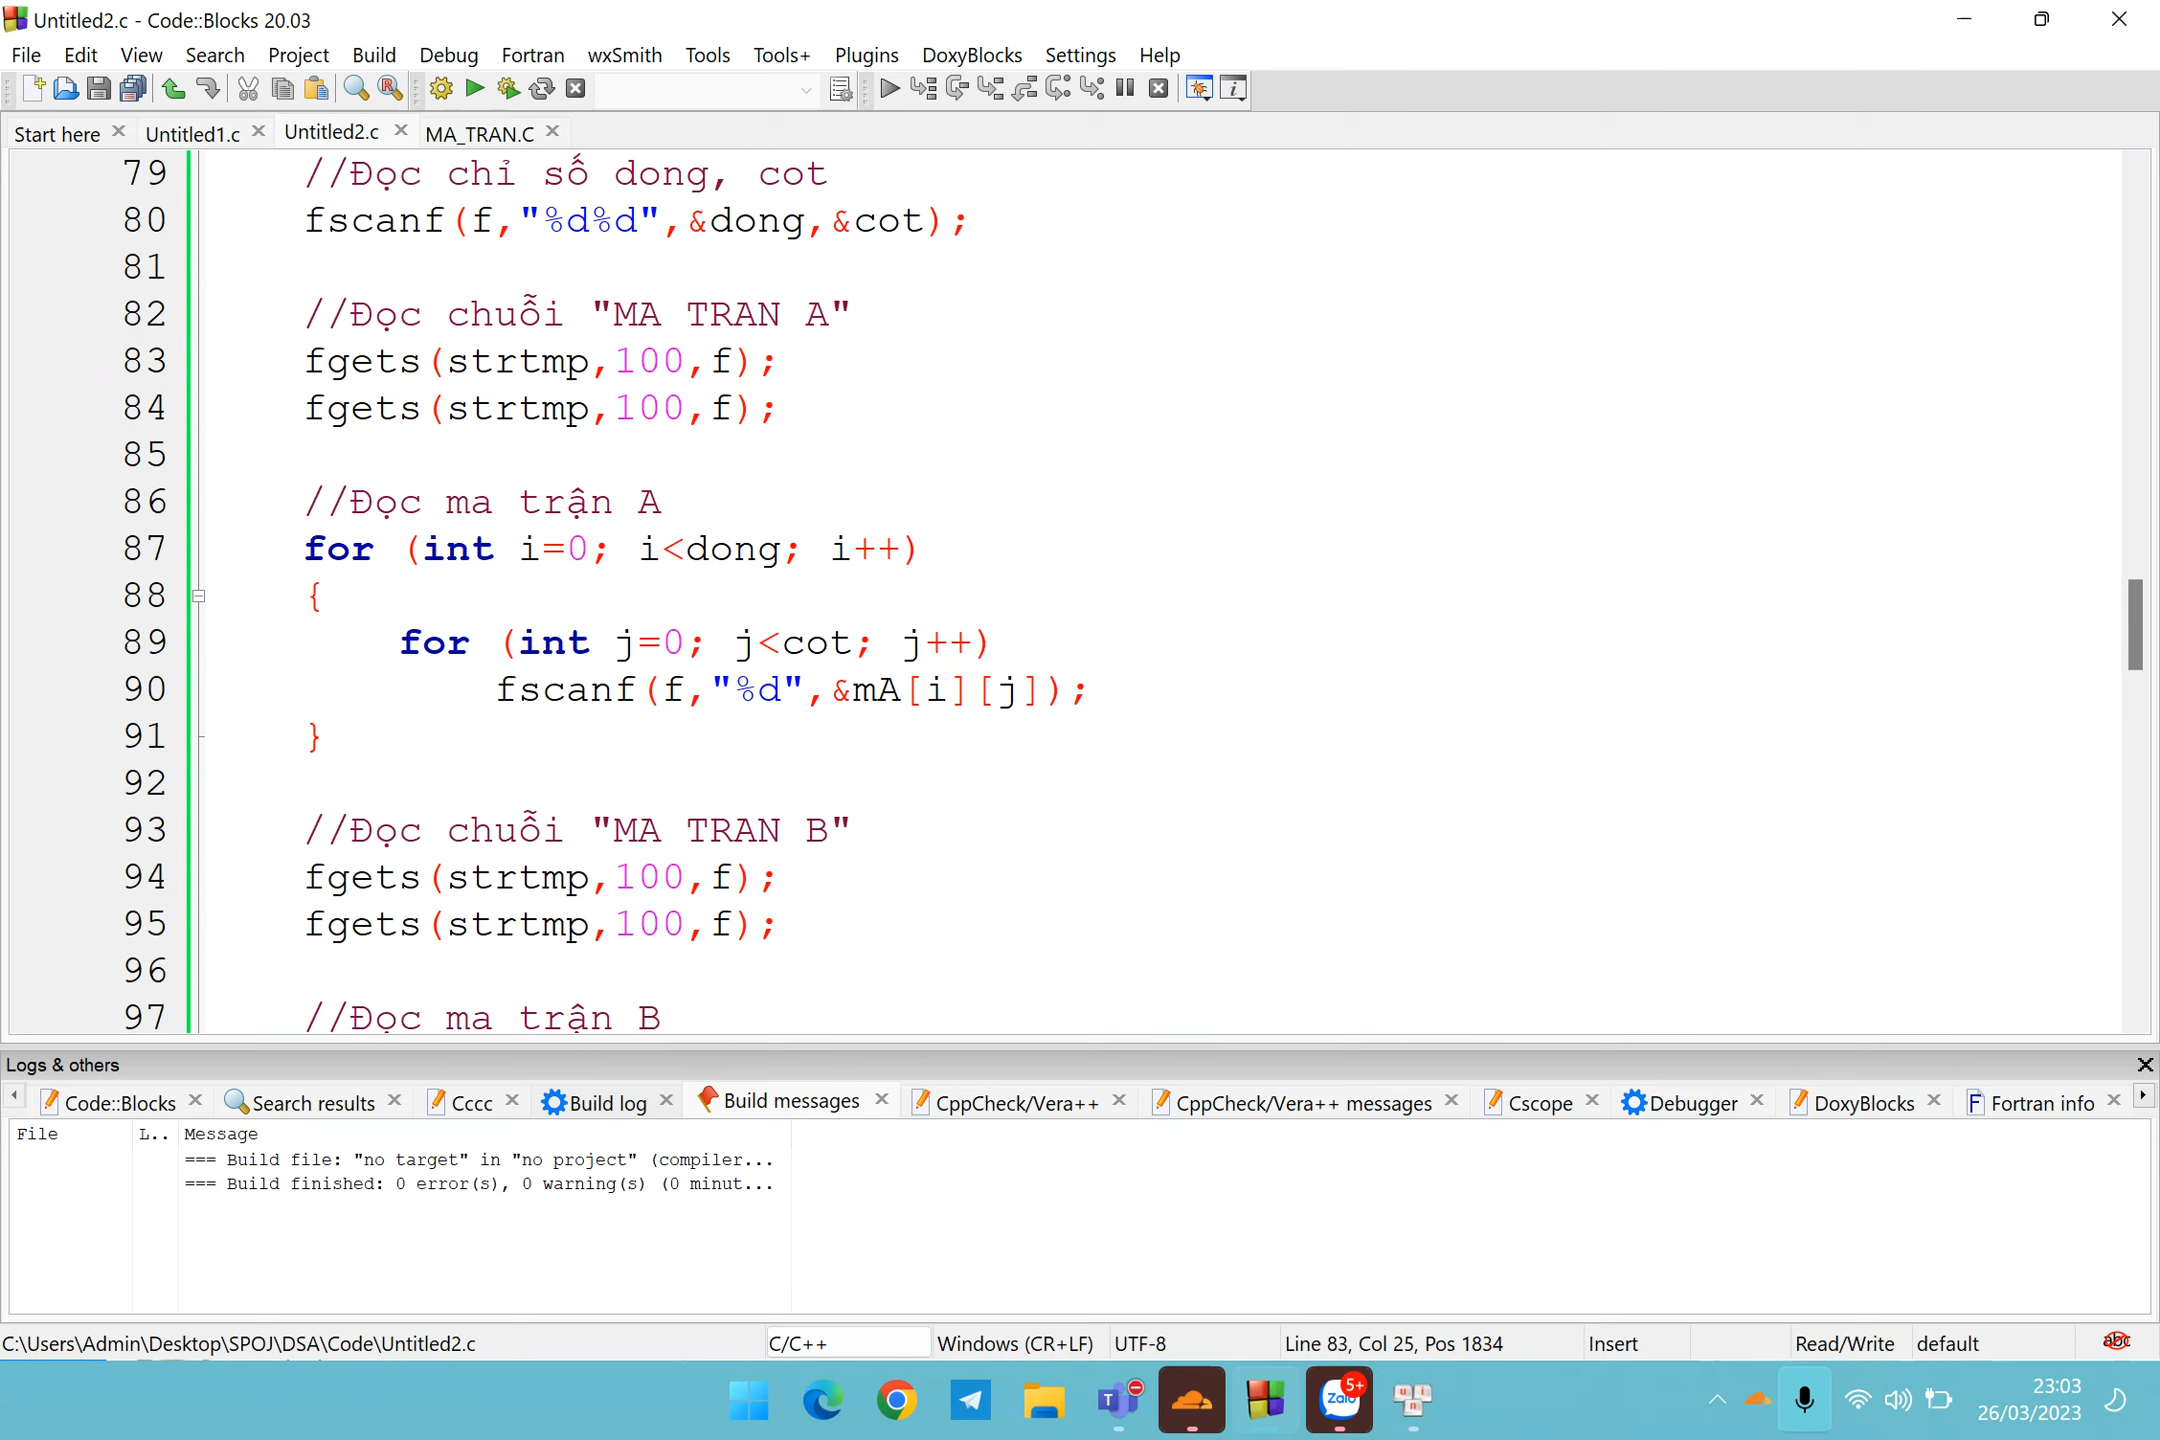 Untitled2.c - Code::Blocks 20.03
File Edit View Search Project Build Debug Fortran wxSmith Tools Tools+ Plugins DoxyBlocks Settings Help
Start here Untitled1.c Untitled2.c MA_TRAN.C
79 //Đọc chỉ số dong, cot
80 fscanf(f,"%d%d",&dong,&cot);
81
82 //Đọc chuỗi "MA TRAN A"
83 fgets(strtmp,100,f);
84 fgets(strtmp,100,f);
85
86 //Đọc ma trận A
87 for (int i=0; i<dong; i++)
88 {
89 for (int j=0; j<cot; j++)
90 fscanf(f,"%d",&mA[i][j]);
91 }
92
93 //Đọc chuỗi "MA TRAN B"
94 fgets(strtmp,100,f);
95 fgets(strtmp,100,f);
96
97 //Đọc ma trận B
Logs & others
Code::Blocks Search results Cccc Build log Build messages CppCheck/Vera++ CppCheck/Vera++ messages Cscope Debugger DoxyBlocks Fortran info
File L.. Message
=== Build file: "no target" in "no project" (compiler...
=== Build finished: 0 error(s), 0 warning(s) (0 minut...
C:\Users\Admin\Desktop\SPOJ\DSA\Code\Untitled2.c C/C++ Windows (CR+LF) UTF-8 Line 83, Col 25, Pos 1834 Insert Read/Write default abc
Zalo 5+
23:03
26/03/2023